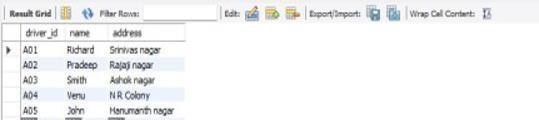 Result Grid Filter Rows: Edit: Export/Import: Wrap Cell Content:
driver_id name address
A01 Richard Srinivas nagar
A02 Pradeep Rajaji nagar
A03 Smith Ashok nagar
A04 Venu N R Colony
A05 John Hanumanth nagar